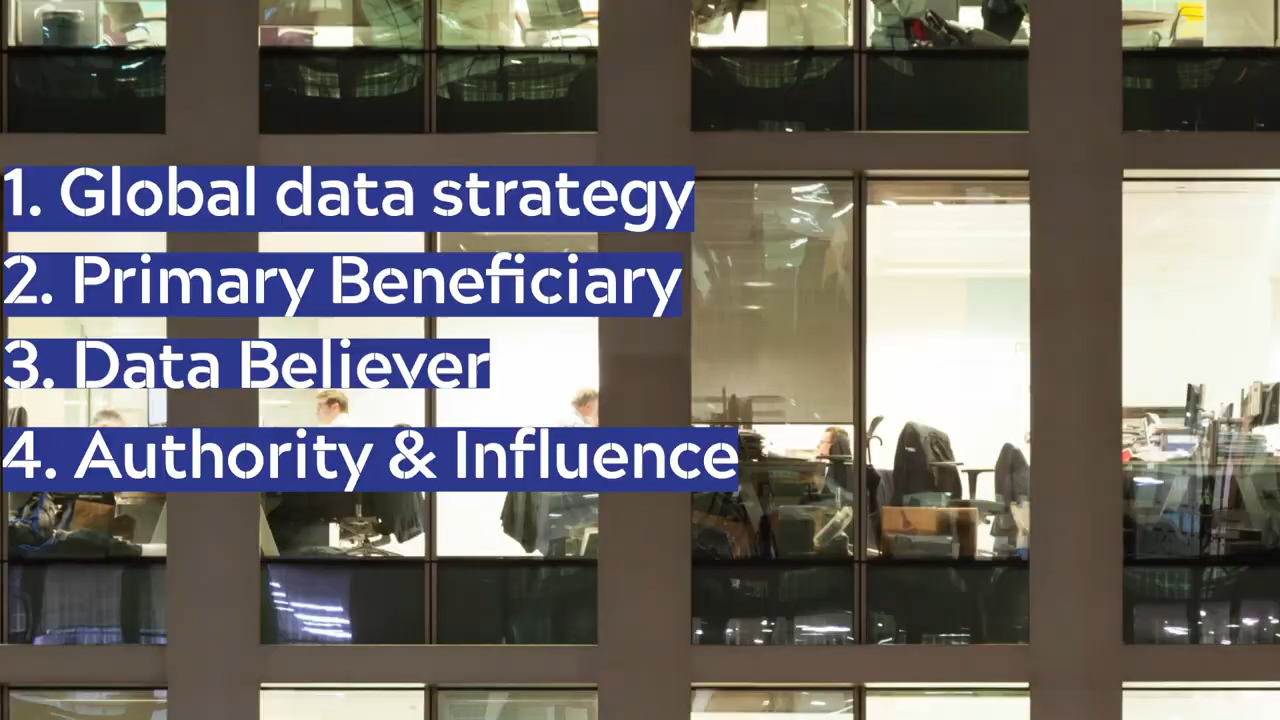 1. Global data strategy
2. Primary Beneficiary
3. Data Believer
4. Authority & Influence